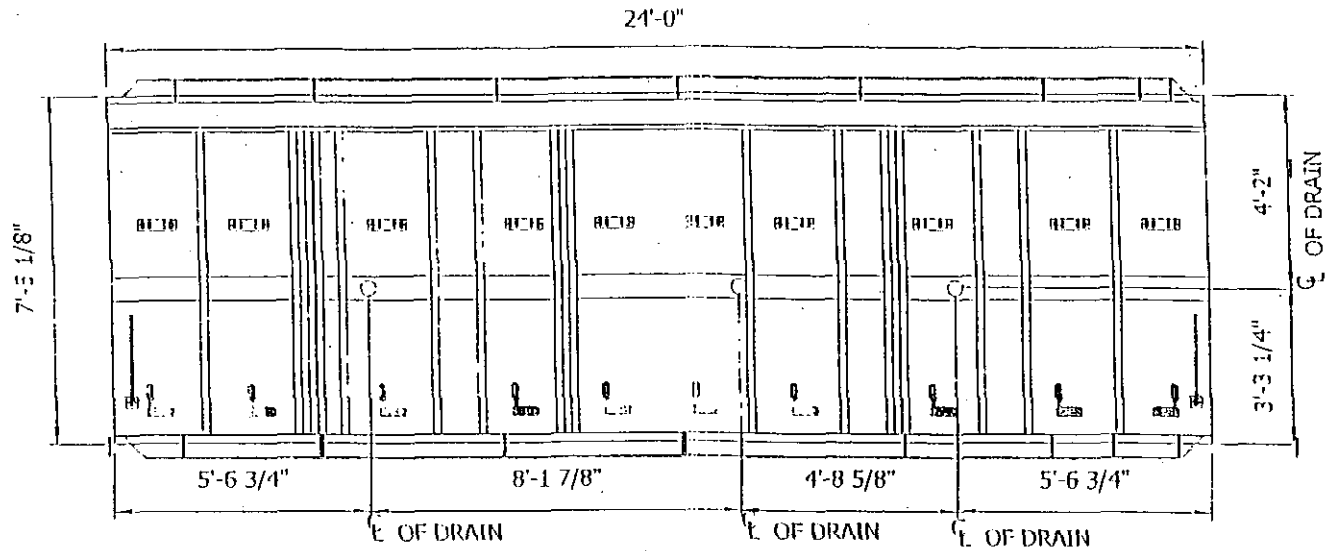 24'-0"
7'-5 1/8"
4'-2"
℄ OF DRAIN
3'-3 1/4"
5'-6 3/4"
8'-1 7/8"
4'-8 5/8"
5'-6 3/4"
℄ OF DRAIN
℄ OF DRAIN
℄ OF DRAIN